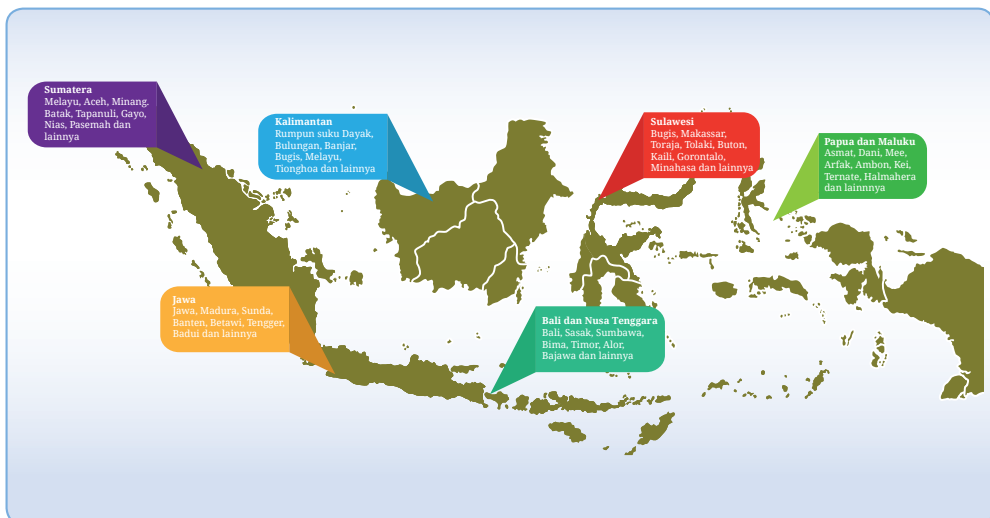 Sumatera
Melayu, Aceh, Minang.
Batak, Tapanuli, Gayo,
Nias, Pasemah dan
lainnya
Kalimantan
Rumpun suku Dayak,
Bulungan, Banjar,
Bugis, Melayu,
Tionghoa dan lainnya
Sulawesi
Bugis, Makassar,
Toraja, Tolaki, Buton,
Kaili, Gorontalo,
Minahasa dan lainnya
Papua dan Maluku
Asmat, Dani, Mee,
Arfak, Ambon, Kei,
Ternate, Halmahera
dan lainnnya
Jawa
Jawa, Madura, Sunda,
Banten, Betawi, Tengger,
Badui dan lainnya
Bali dan Nusa Tenggara
Bali, Sasak, Sumbawa,
Bima, Timor, Alor,
Bajawa dan lainnya